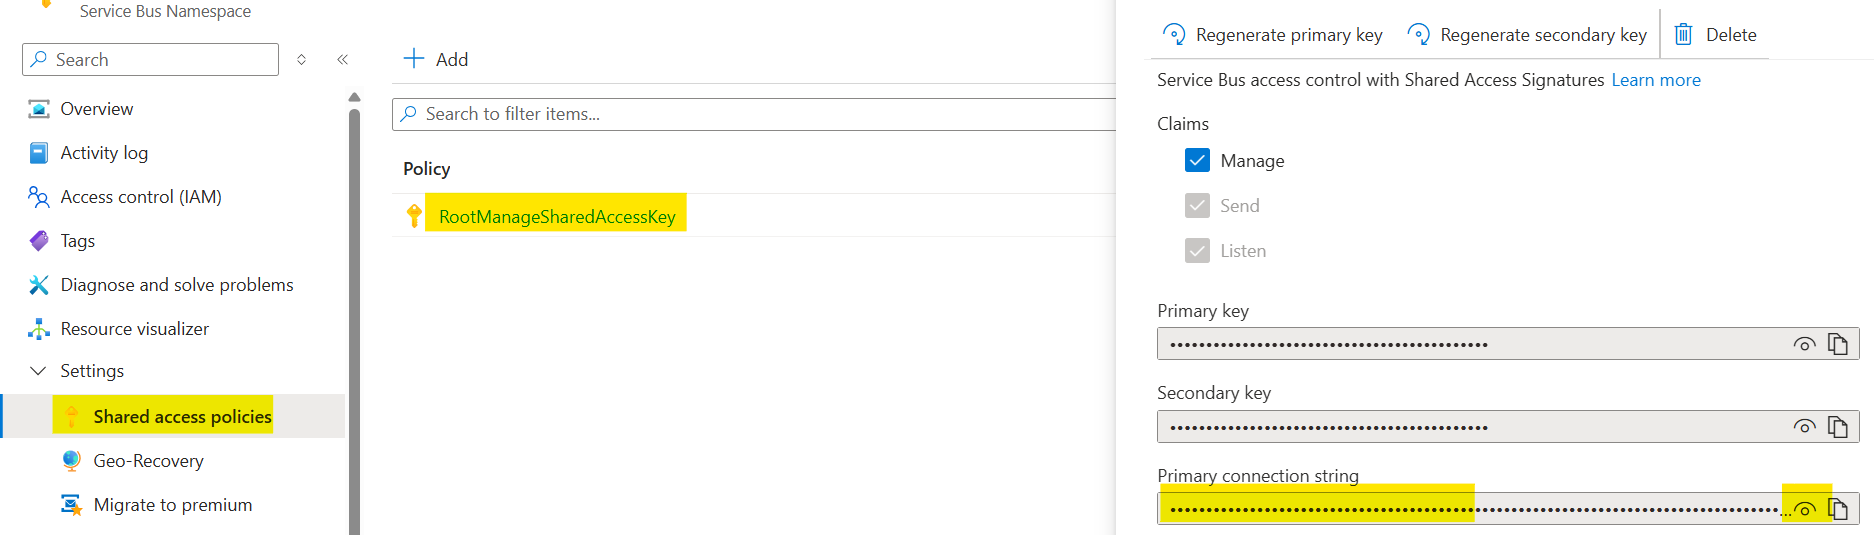 Service Bus Namespace
Search
Overview
Activity log
Access control (IAM)
Tags
Diagnose and solve problems
Resource visualizer
Settings
Shared access policies
Geo-Recovery
Migrate to premium
Add
Search to filter items...
Policy
RootManageSharedAccessKey
Regenerate primary key
Regenerate secondary key
Delete
Service Bus access control with Shared Access Signatures Learn more
Claims
Manage
Send
Listen
Primary key
Secondary key
Primary connection string